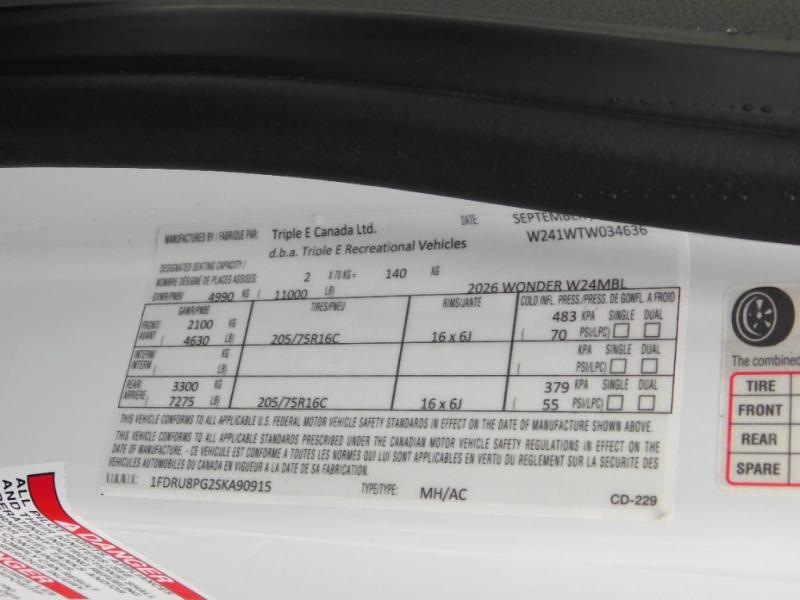 MANUFACTURED BY / FABRIQUE PAR: Triple E Canada Ltd. DATE: SEPTEMBER
d.b.a. Triple E Recreational Vehicles W241WTW034636
DESIGNATED SEATING CAPACITY /
NOMBRE DÉSIGNÉ DE PLACES ASSISES: 2 X 70 KG = 140 KG
GVWR/PNBV 4990 KG ( 11000 LB) 2026 WONDER W24MBL
GAWR/PNBE TIRES/PNEU RIMS/JANTE COLD INFL. PRESS./PRESS. DE GONFL. A FROID
FRONT/ 2100 KG 483 KPA SINGLE DUAL
AVANT ( 4630 LB) 205/75R16C 16 x 6J ( 70 PSI/LPC)
INTERM/ KG KPA SINGLE DUAL
INTERM ( LB) ( PSI/LPC)
REAR/ 3300 KG 379 KPA SINGLE DUAL
ARRIÈRE ( 7275 LB) 205/75R16C 16 x 6J ( 55 PSI/LPC)
THIS VEHICLE CONFORMS TO ALL APPLICABLE U.S. FEDERAL MOTOR VEHICLE SAFETY STANDARDS IN EFFECT ON THE DATE OF MANUFACTURE SHOWN ABOVE.
THIS VEHICLE CONFORMS TO ALL APPLICABLE STANDARDS PRESCRIBED UNDER THE CANADIAN MOTOR VEHICLE SAFETY REGULATIONS IN EFFECT ON THE
DATE OF MANUFACTURE - CE VEHICULE EST CONFORME A TOUTES LES NORMES QUI LUI SONT APPLICABLES EN VERTU DU REGLEMENT SUR LA SECURITE DES
VEHICULES AUTOMOBILES DU CANADA EN VIGUEUR A LA DATE DE SA FABRICATION.
V.I.N./N.I.V.: 1FDRU8PG2SKA90915 TYPE/TYPE: MH/AC CD-229
The combined
TIRE
FRONT
REAR
SPARE
DANGER